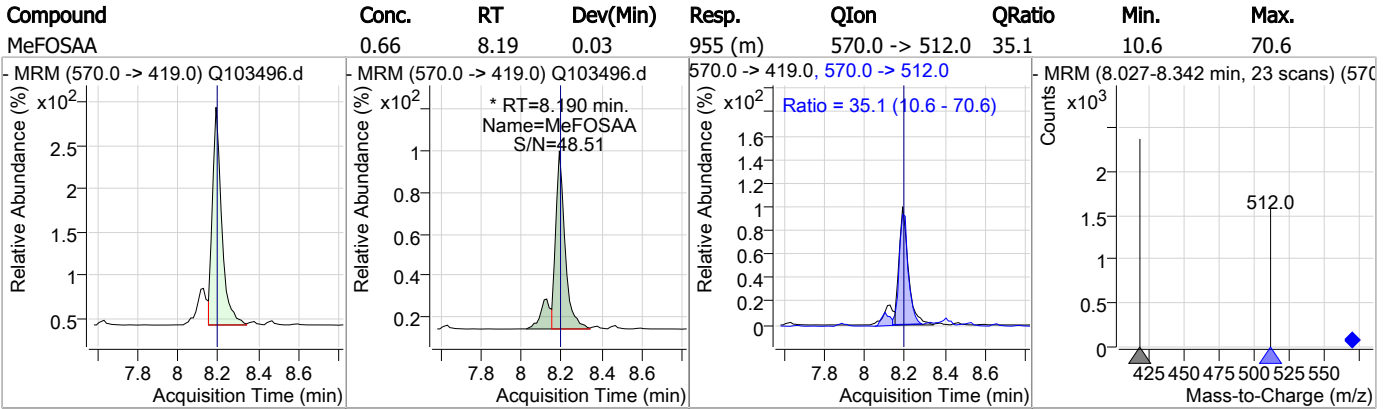 Compound Conc. RT Dev(Min) Resp. QIon QRatio Min. Max.
MeFOSAA 0.66 8.19 0.03 955 (m) 570.0 -> 512.0 35.1 10.6 70.6
- MRM (570.0 -> 419.0) Q103496.d
Relative Abundance (%)
x10²
2.5
2
1.5
1
0.5
7.8 8 8.2 8.4 8.6
Acquisition Time (min)
- MRM (570.0 -> 419.0) Q103496.d
Relative Abundance (%)
x10²
* RT=8.190 min.
Name=MeFOSAA
S/N=48.51
1
0.8
0.6
0.4
0.2
7.8 8 8.2 8.4 8.6
Acquisition Time (min)
570.0 -> 419.0, 570.0 -> 512.0
Relative Abundance (%)
x10²
Ratio = 35.1 (10.6 - 70.6)
1.6
1.4
1.2
1
0.8
0.6
0.4
0.2
0
7.8 8 8.2 8.4 8.6
Acquisition Time (min)
- MRM (8.027-8.342 min, 23 scans) (570
Counts
x10³
2
1.5
1
0.5
0
512.0
425 450 475 500 525 550
Mass-to-Charge (m/z)